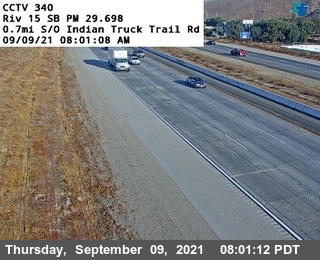 CCTV 340
Riv 15 SB PM 29.698
0.7mi S/O Indian Truck Trail Rd
09/09/21 08:01:08 AM
Thursday, September 09, 2021 08:01:12 PDT